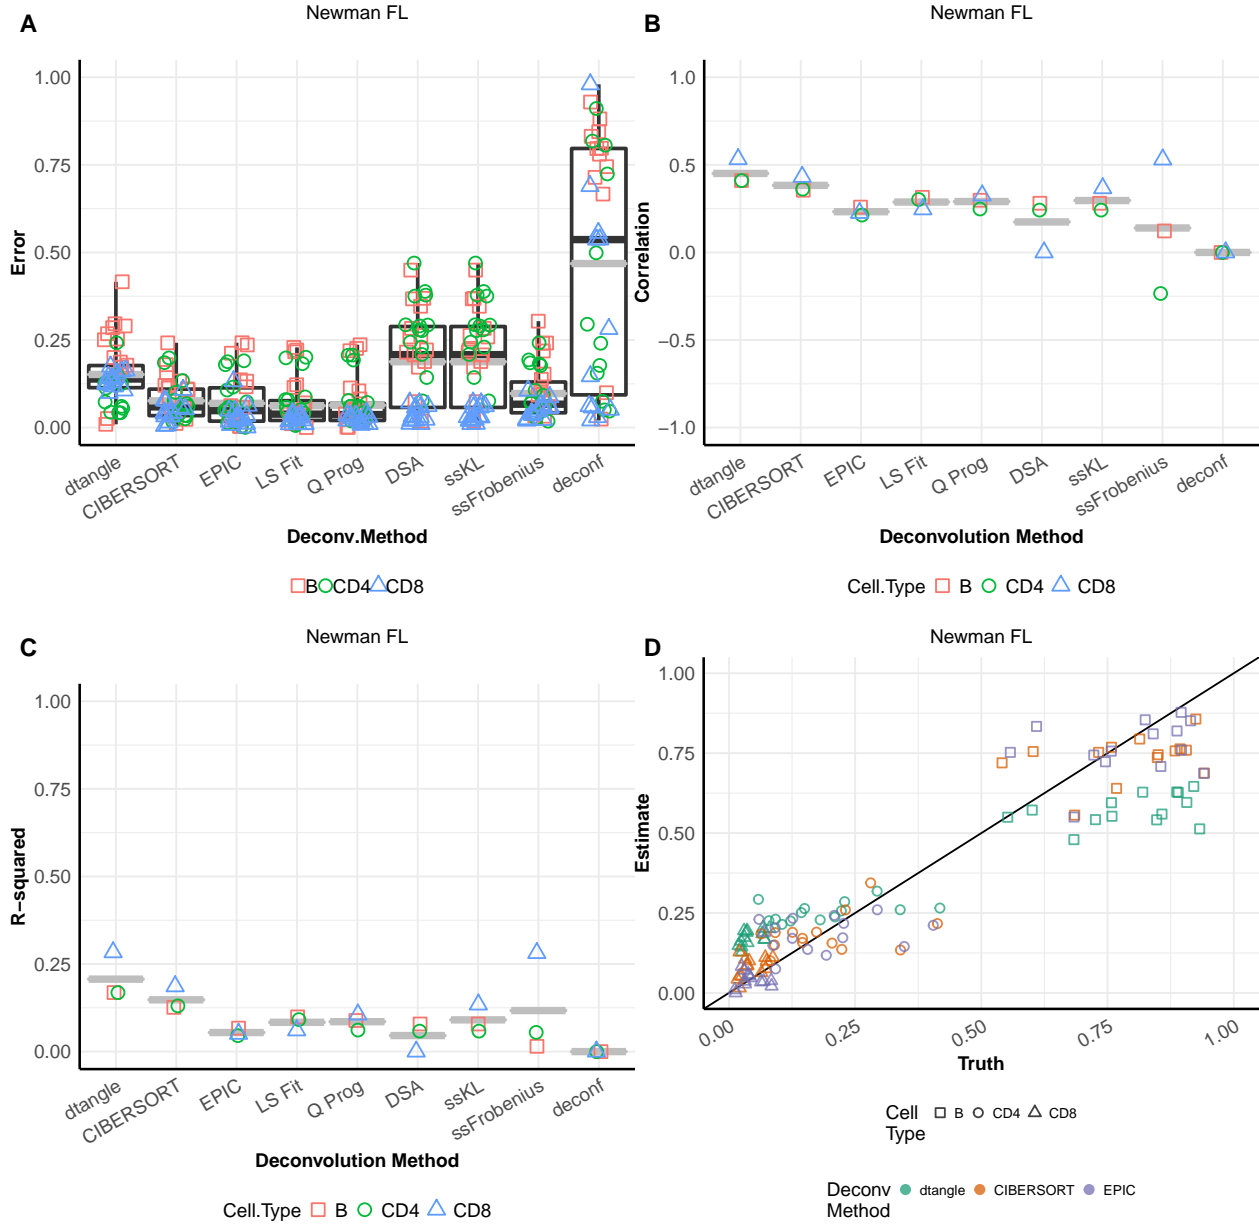 A
Newman FL
1.00
0.75
0.50
0.25
0.00
Error
dtangle
CIBERSORT
EPIC
LS Fit
Q Prog
DSA
ssKL
ssFrobenius
deconf
Deconv.Method
B CD4 CD8
B
Newman FL
1.0
0.5
0.0
−0.5
−1.0
Correlation
dtangle
CIBERSORT
EPIC
LS Fit
Q Prog
DSA
ssKL
ssFrobenius
deconf
Deconvolution Method
Cell.Type B CD4 CD8
C
Newman FL
1.00
0.75
0.50
0.25
0.00
R−squared
dtangle
CIBERSORT
EPIC
LS Fit
Q Prog
DSA
ssKL
ssFrobenius
deconf
Deconvolution Method
Cell.Type B CD4 CD8
D
Newman FL
1.00
0.75
0.50
0.25
0.00
Estimate
0.00
0.25
0.50
0.75
1.00
Truth
Cell
Type
B CD4 CD8
Deconv
Method
dtangle CIBERSORT EPIC